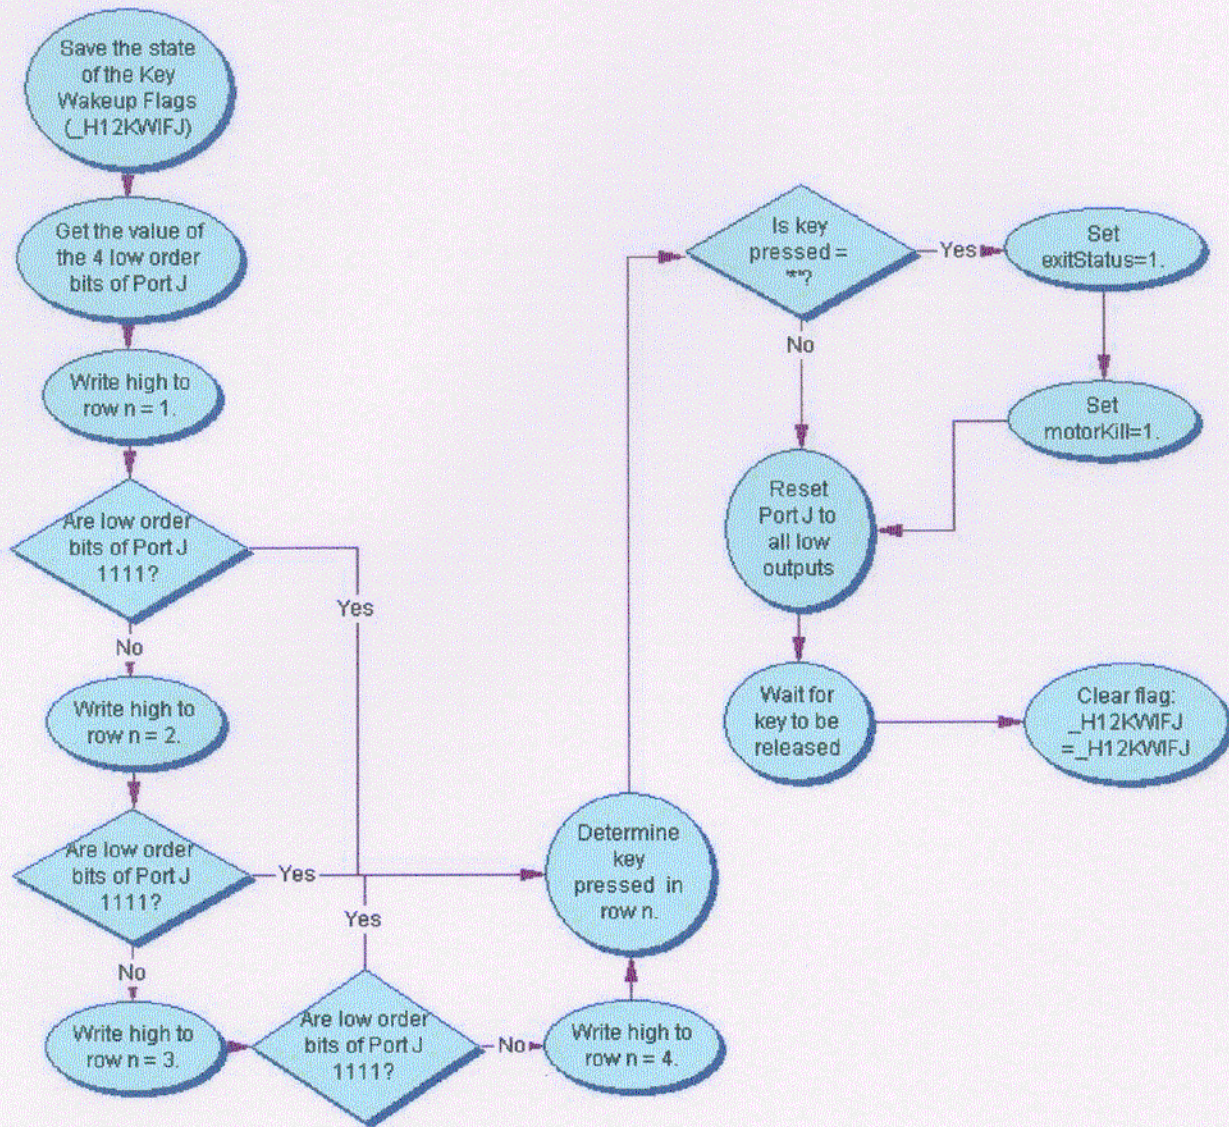 Save the state
of the Key
Wakeup Flags
(_H12KWIFJ)
Get the value of
the 4 low order
bits of Port J
Write high to
row n = 1.
Are low order
bits of Port J
1111?
Yes
No
Write high to
row n = 2.
Are low order
bits of Port J
1111?
Yes
No
Write high to
row n = 3.
Are low order
bits of Port J
1111?
Yes
No
Write high to
row n = 4.
Determine
key
pressed in
row n.
Is key
pressed =
'*'?
Yes
No
Set
exitStatus=1.
Set
motorKill=1.
Reset
Port J to
all low
outputs
Wait for
key to be
released
Clear flag:
_H12KWIFJ
=_H12KWIFJ